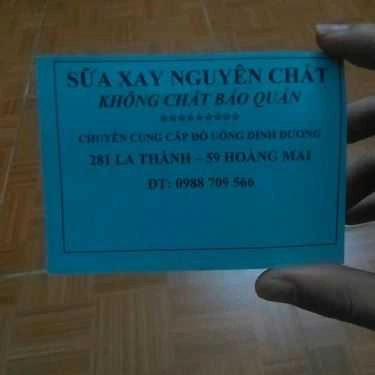 SỮA XAY NGUYÊN CHẤT
KHÔNG CHẤT BẢO QUẢN
*********
CHUYÊN CUNG CẤP ĐỒ UỐNG DINH DƯỠNG
281 LA THÀNH – 59 HOÀNG MAI
ĐT: 0988 709 566